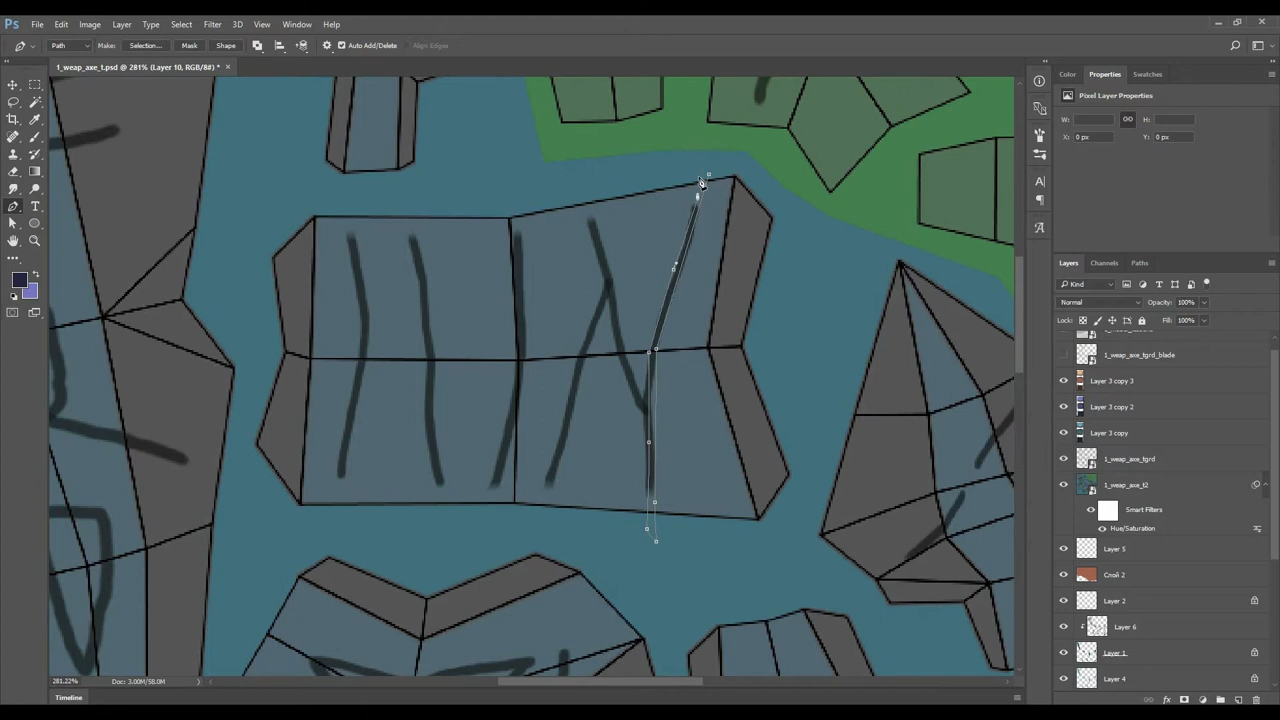 Ps File Edit Image Layer Type Select Filter 3D View Window Help
Path Make: Selection... Mask Shape Auto Add/Delete Align Edges
1_weap_axe_t.psd @ 281% (Layer 10, RGB/8#) *
Color Properties Swatches
Pixel Layer Properties
W: H:
X: 0 px Y: 0 px
Layers Channels Paths
Kind
Normal Opacity: 100%
Lock: Fill: 100%
1_weap_axe_tgrd_blade
Layer 3 copy 3
Layer 3 copy 2
Layer 3 copy
1_weap_axe_tgrd
1_weap_axe_t2
Smart Filters
Hue/Saturation
Layer 5
Слой 2
Layer 2
Layer 6
Layer 1
Layer 4
281.22% Doc: 3.00M/58.0M
Timeline